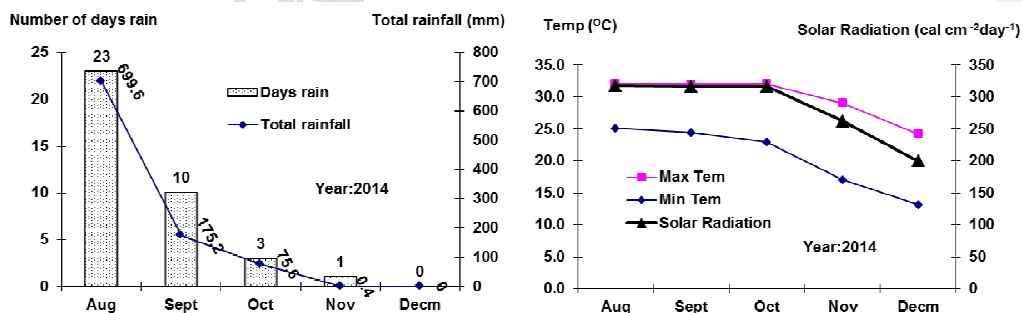 Number of days rain
Total rainfall (mm)
25 800
700
20 600
500
15 400
10 300
200
5 100
0 0
23 699.6
10 175.2
3 75.6
1 0.4
0 0
Days rain
Total rainfall
Year:2014
Aug Sept Oct Nov Decm
Temp (OC)
Solar Radiation (cal cm -2day-1)
35.0 350
30.0 300
25.0 250
20.0 200
15.0 150
10.0 100
5.0 50
0.0 0
Max Tem
Min Tem
Solar Radiation
Year:2014
Aug Sept Oct Nov Decm